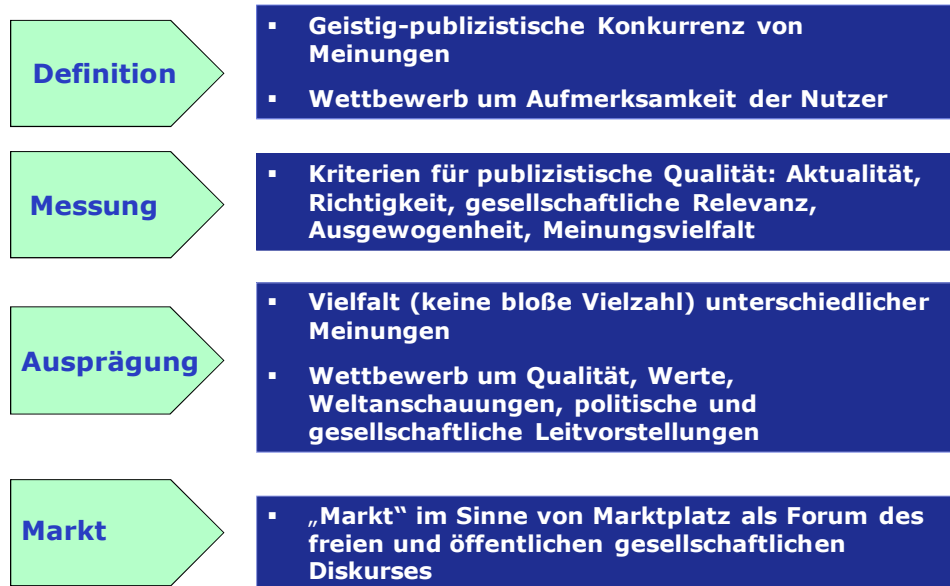 Definition
▪ Geistig-publizistische Konkurrenz von
Meinungen
▪ Wettbewerb um Aufmerksamkeit der Nutzer
Messung
▪ Kriterien für publizistische Qualität: Aktualität,
Richtigkeit, gesellschaftliche Relevanz,
Ausgewogenheit, Meinungsvielfalt
Ausprägung
▪ Vielfalt (keine bloße Vielzahl) unterschiedlicher
Meinungen
▪ Wettbewerb um Qualität, Werte,
Weltanschauungen, politische und
gesellschaftliche Leitvorstellungen
Markt
▪ „Markt“ im Sinne von Marktplatz als Forum des
freien und öffentlichen gesellschaftlichen
Diskurses